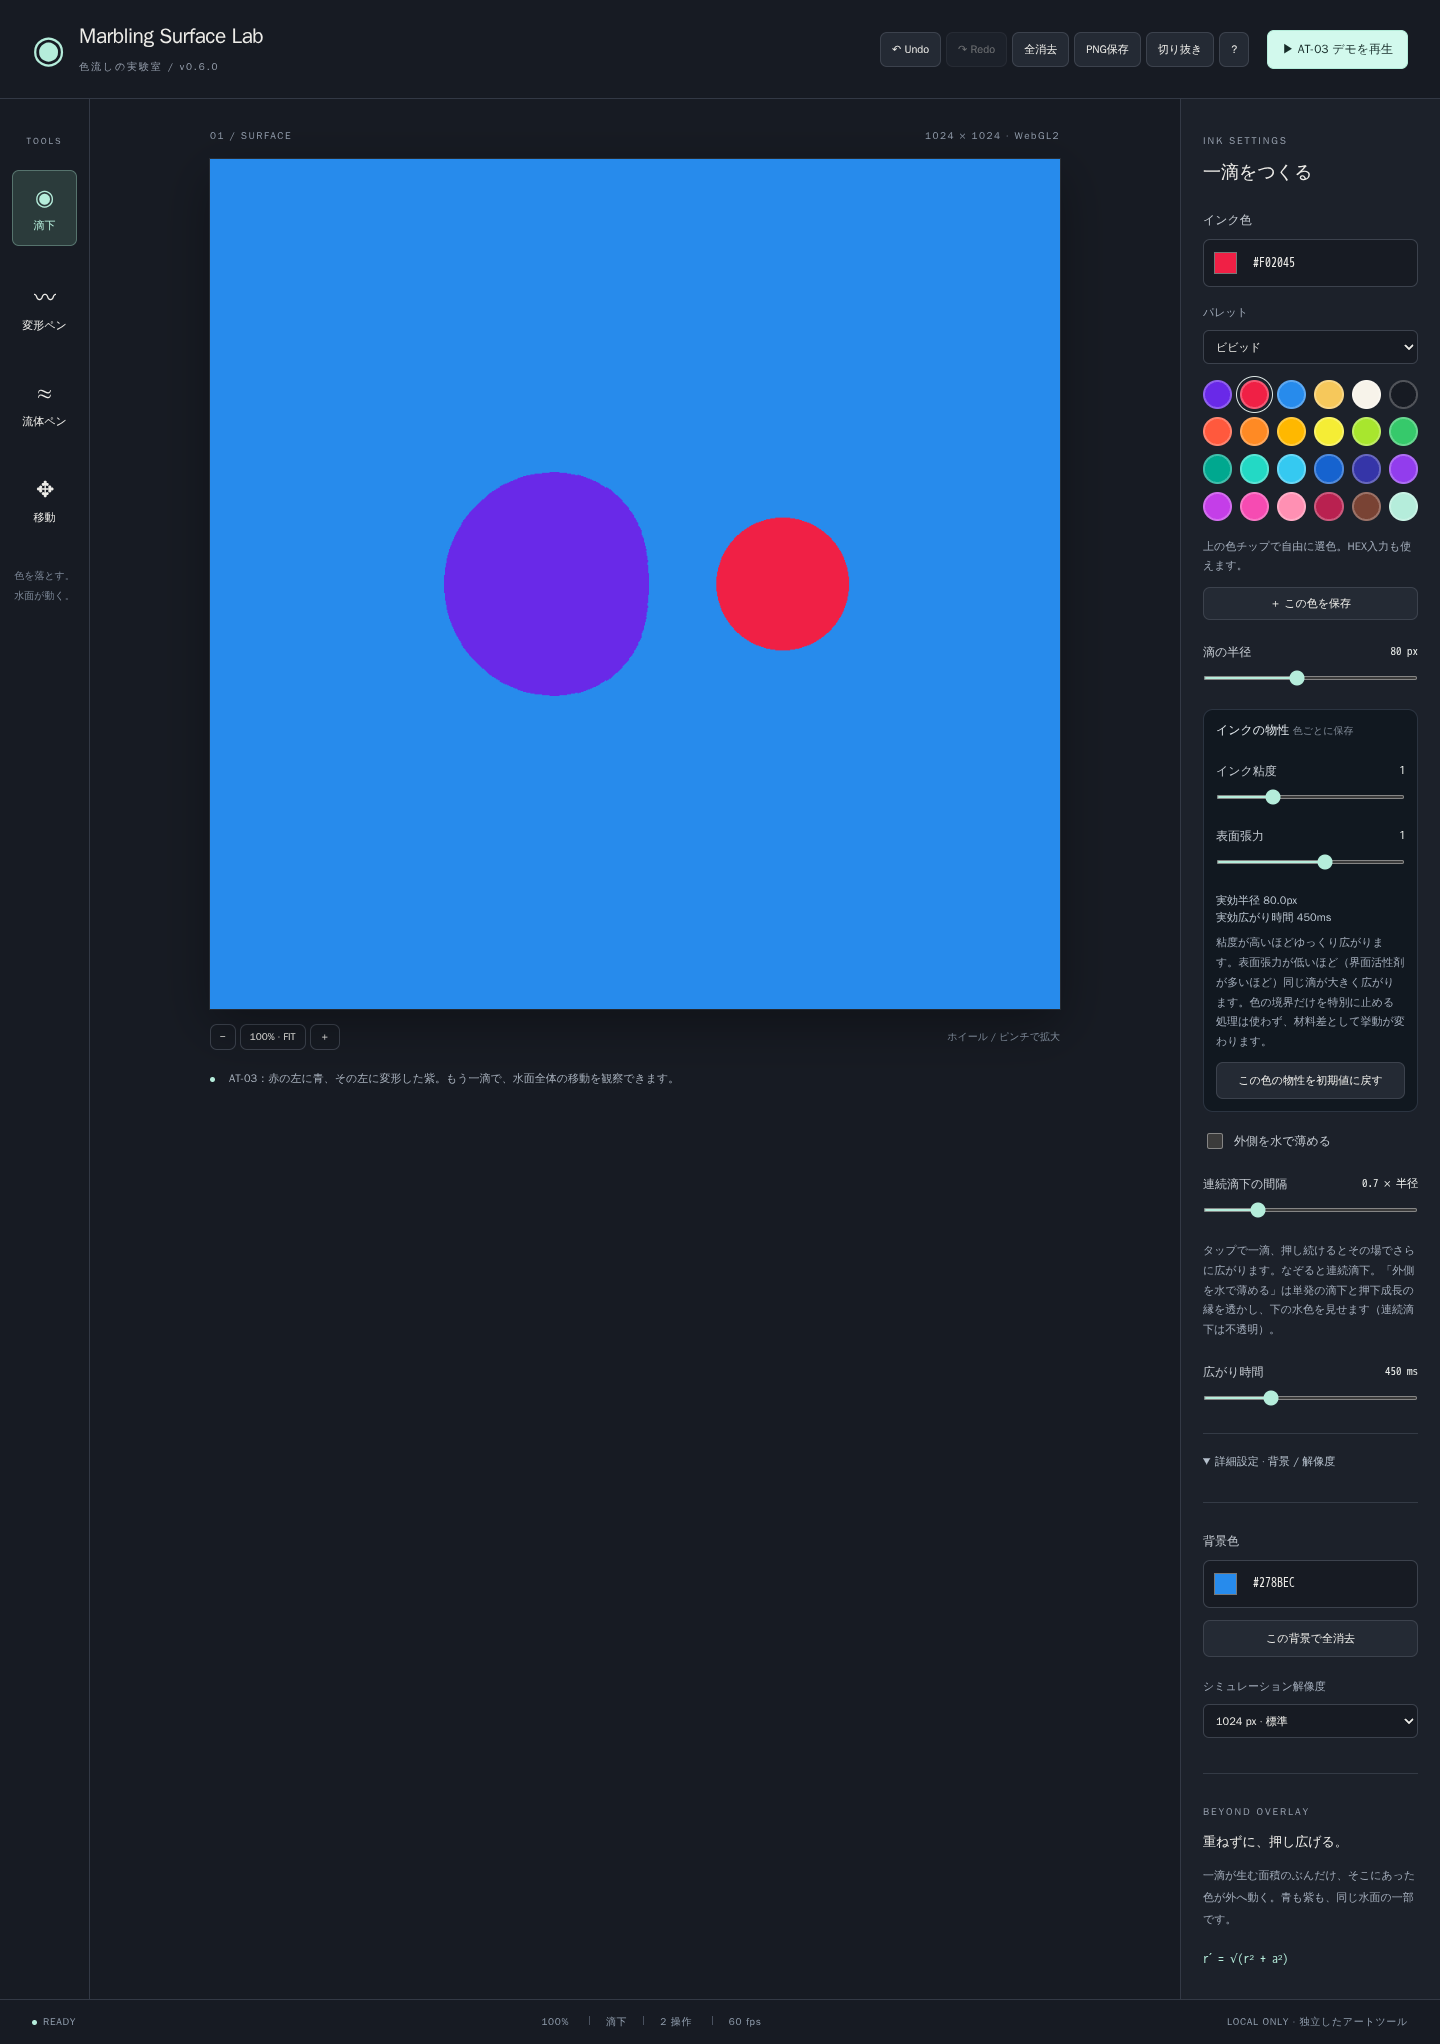 Marbling Surface Lab
色流しの実験室 / v0.6.0
↶ Undo
↷ Redo
全消去
PNG保存
切り抜き
?
▶ AT-03 デモを再生
TOOLS
滴下
変形ペン
流体ペン
移動
色を落とす。
水面が動く。
01 / SURFACE
1024 × 1024 · WebGL2
−
100% · FIT
+
ホイール / ピンチで拡大
AT-03：赤の左に青、その左に変形した紫。もう一滴で、水面全体の移動を観察できます。
INK SETTINGS
一滴をつくる
インク色
#F02045
パレット
ビビッド
上の色チップで自由に選色。HEX入力も使
えます。
＋ この色を保存
滴の半径
80 px
インクの物性 色ごとに保存
インク粘度
1
表面張力
1
実効半径 80.0px
実効広がり時間 450ms
粘度が高いほどゆっくり広がりま
す。表面張力が低いほど（界面活性剤
が多いほど）同じ滴が大きく広がり
ます。色の境界だけを特別に止める
処理は使わず、材料差として挙動が変
わります。
この色の物性を初期値に戻す
外側を水で薄める
連続滴下の間隔
0.7 × 半径
タップで一滴、押し続けるとその場でさら
に広がります。なぞると連続滴下。「外側
を水で薄める」は単発の滴下と押下成長の
縁を透かし、下の水色を見せます（連続滴
下は不透明）。
広がり時間
450 ms
▼ 詳細設定 · 背景 / 解像度
背景色
#278BEC
この背景で全消去
シミュレーション解像度
1024 px · 標準
BEYOND OVERLAY
重ねずに、押し広げる。
一滴が生む面積のぶんだけ、そこにあった
色が外へ動く。青も紫も、同じ水面の一部
です。
r′ = √(r² + a²)
READY
100%
滴下
2 操作
60 fps
LOCAL ONLY · 独立したアートツール